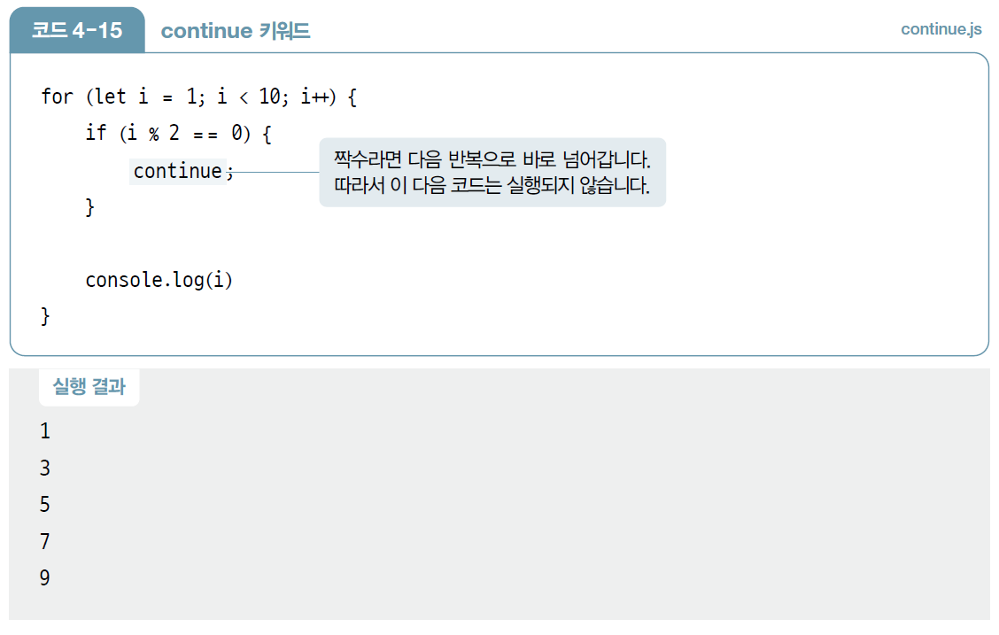 코드 4-15 continue 키워드 continue.js
for (let i = 1; i < 10; i++) {
    if (i % 2 == 0) {
        continue;
짝수라면 다음 반복으로 바로 넘어갑니다.
따라서 이 다음 코드는 실행되지 않습니다.
    }
    console.log(i)
}
실행 결과
1
3
5
7
9